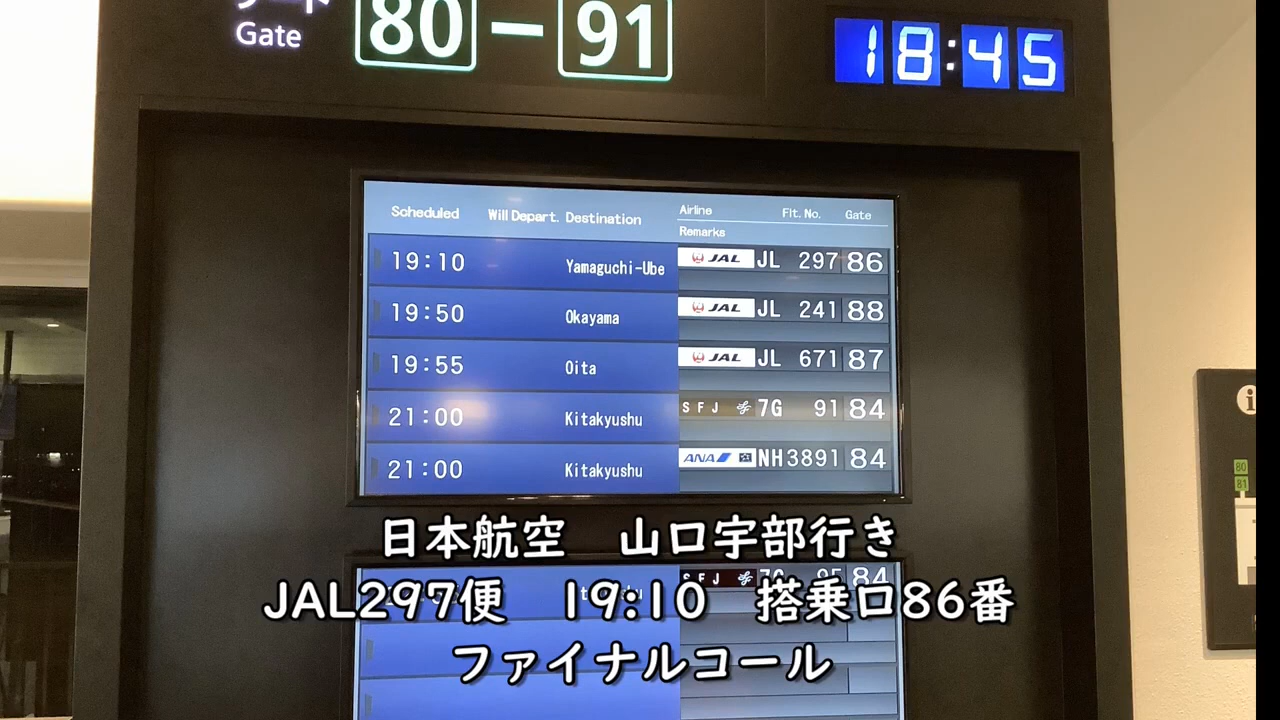 Gate
80 - 91
18:45
Scheduled Will Depart. Destination Airline Flt. No. Gate
Remarks
19:10 Yamaguchi-Ube JAL JL 297 86
19:50 Okayama JAL JL 241 88
19:55 Oita JAL JL 671 87
21:00 Kitakyushu SFJ 7G 91 84
21:00 Kitakyushu ANA NH3891 84
SFJ 84
80
81
i
日本航空 山口宇部行き
JAL297便 19:10 搭乗口86番
ファイナルコール